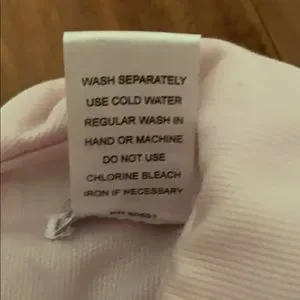 WASH SEPARATELY
USE COLD WATER
REGULAR WASH IN
HAND OR MACHINE
DO NOT USE
CHLORINE BLEACH
IRON IF NECESSARY